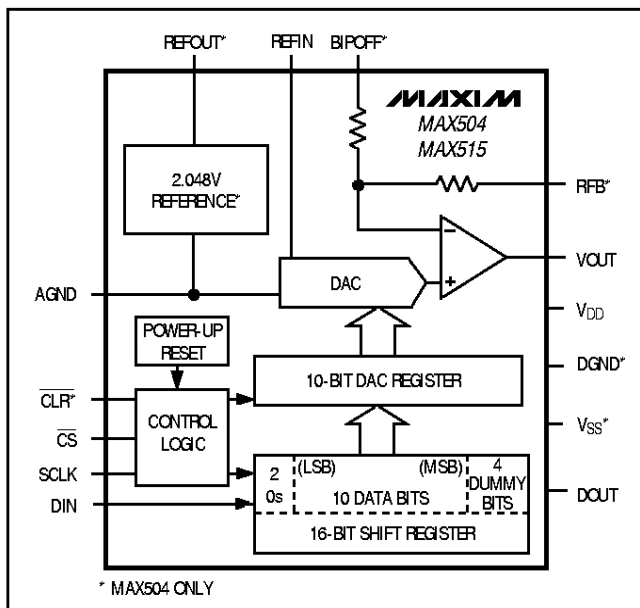 REFOUT* REFIN BIPOFF*
MAXIM
MAX504
MAX515
2.048V
REFERENCE*
RFB*
VOUT
AGND
DAC
VDD
POWER-UP
RESET
DGND*
10-BIT DAC REGISTER
CLR*
CONTROL
LOGIC
VSS*
CS
SCLK
2
0s
(LSB) (MSB)
10 DATA BITS
4
DUMMY
BITS
DOUT
DIN
16-BIT SHIFT REGISTER
* MAX504 ONLY